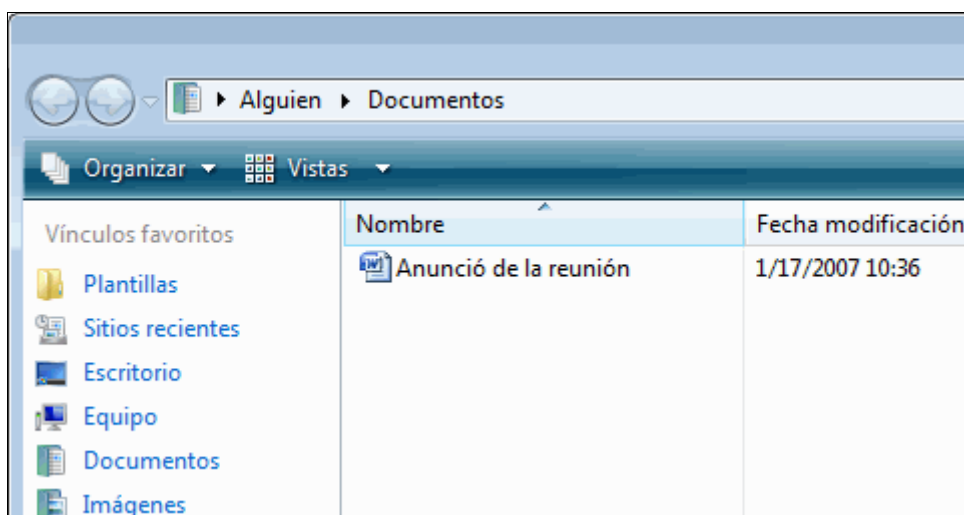 Alguien Documentos
Organizar Vistas
Vínculos favoritos
Plantillas
Sitios recientes
Escritorio
Equipo
Documentos
Imágenes
Nombre Fecha modificación
Anunció de la reunión 1/17/2007 10:36